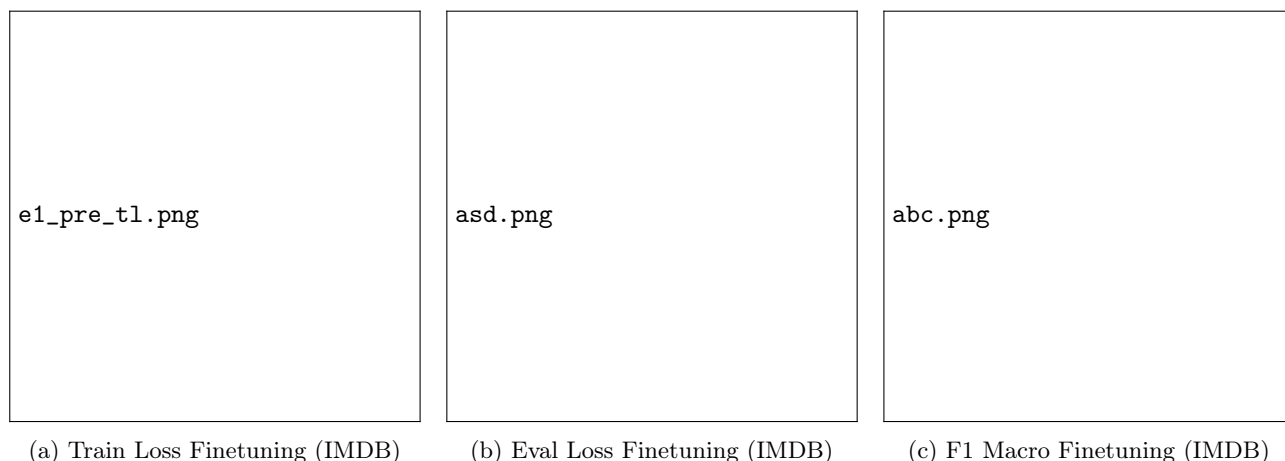 e1_pre_tl.png
asd.png
abc.png
(a) Train Loss Finetuning (IMDB)
(b) Eval Loss Finetuning (IMDB)
(c) F1 Macro Finetuning (IMDB)